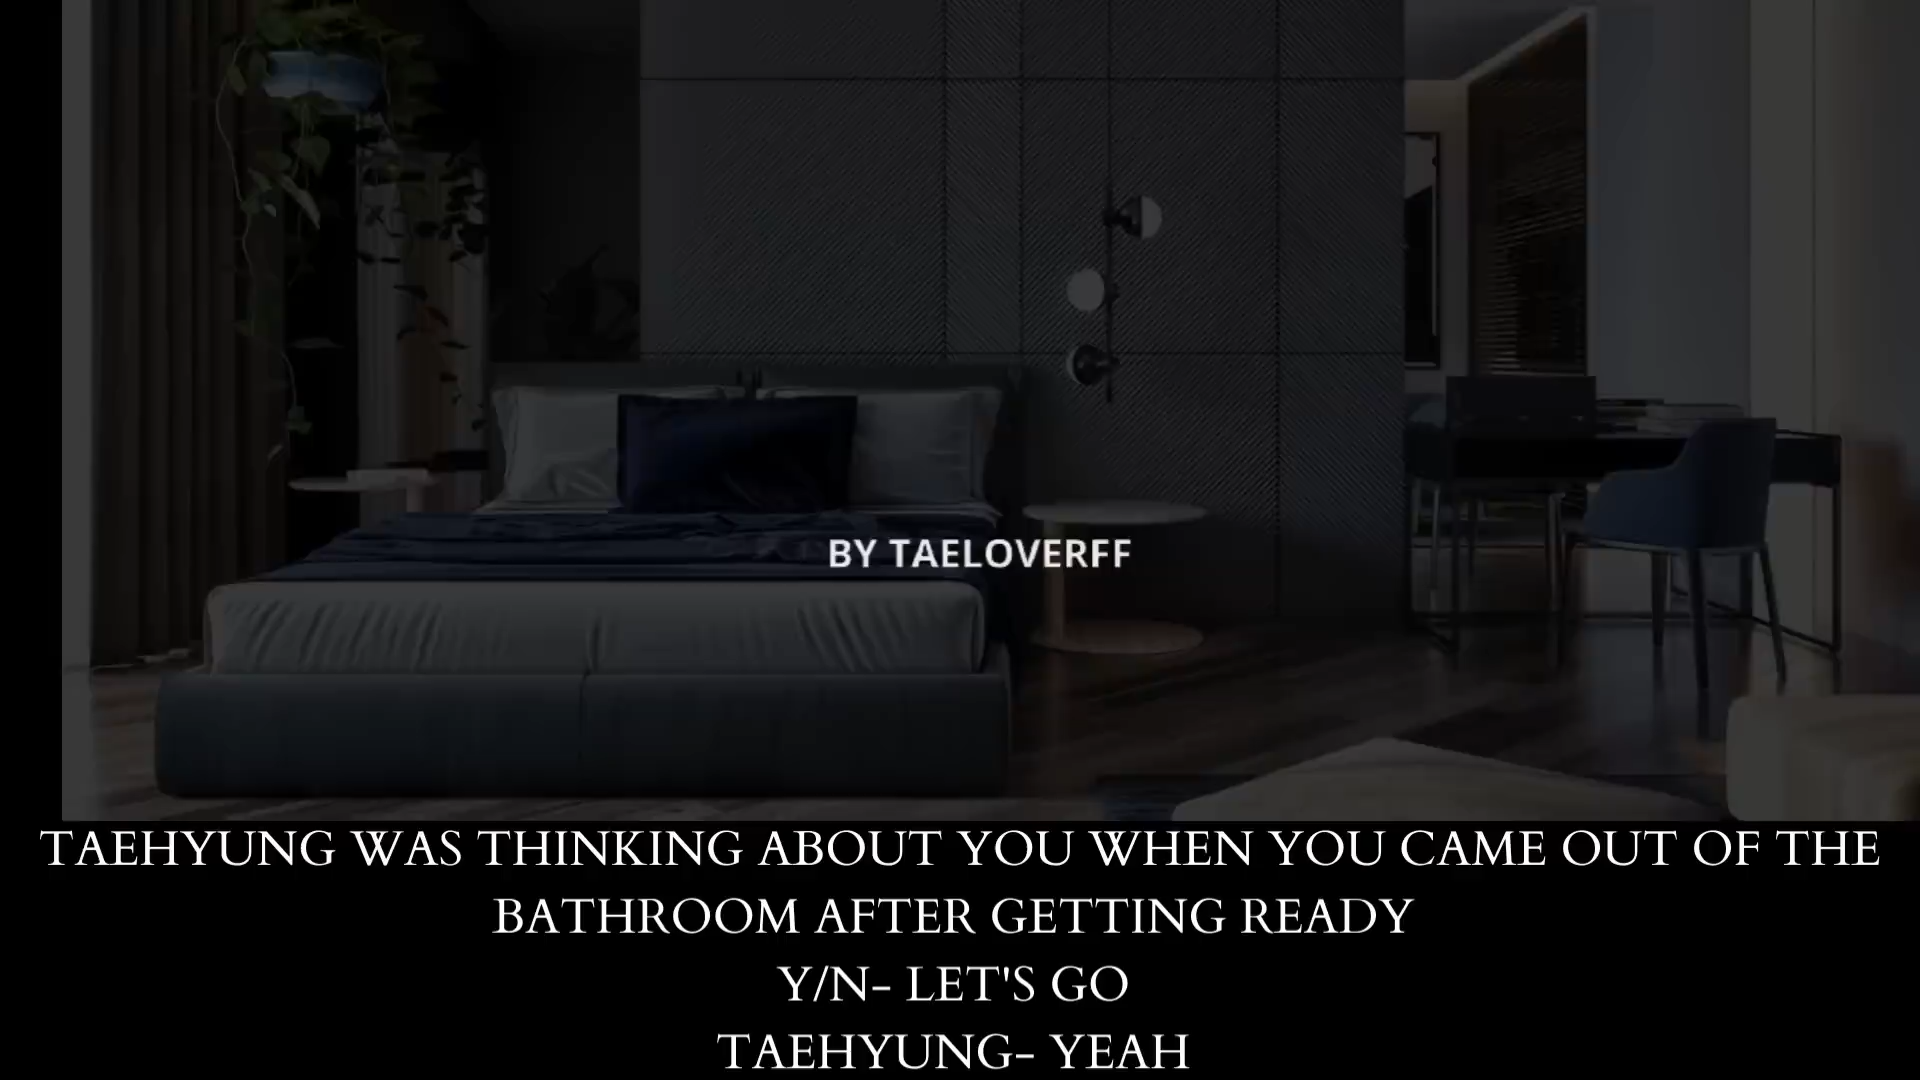 BY TAELOVERFF
TAEHYUNG WAS THINKING ABOUT YOU WHEN YOU CAME OUT OF THE
BATHROOM AFTER GETTING READY
Y/N- LET'S GO
TAEHYUNG- YEAH